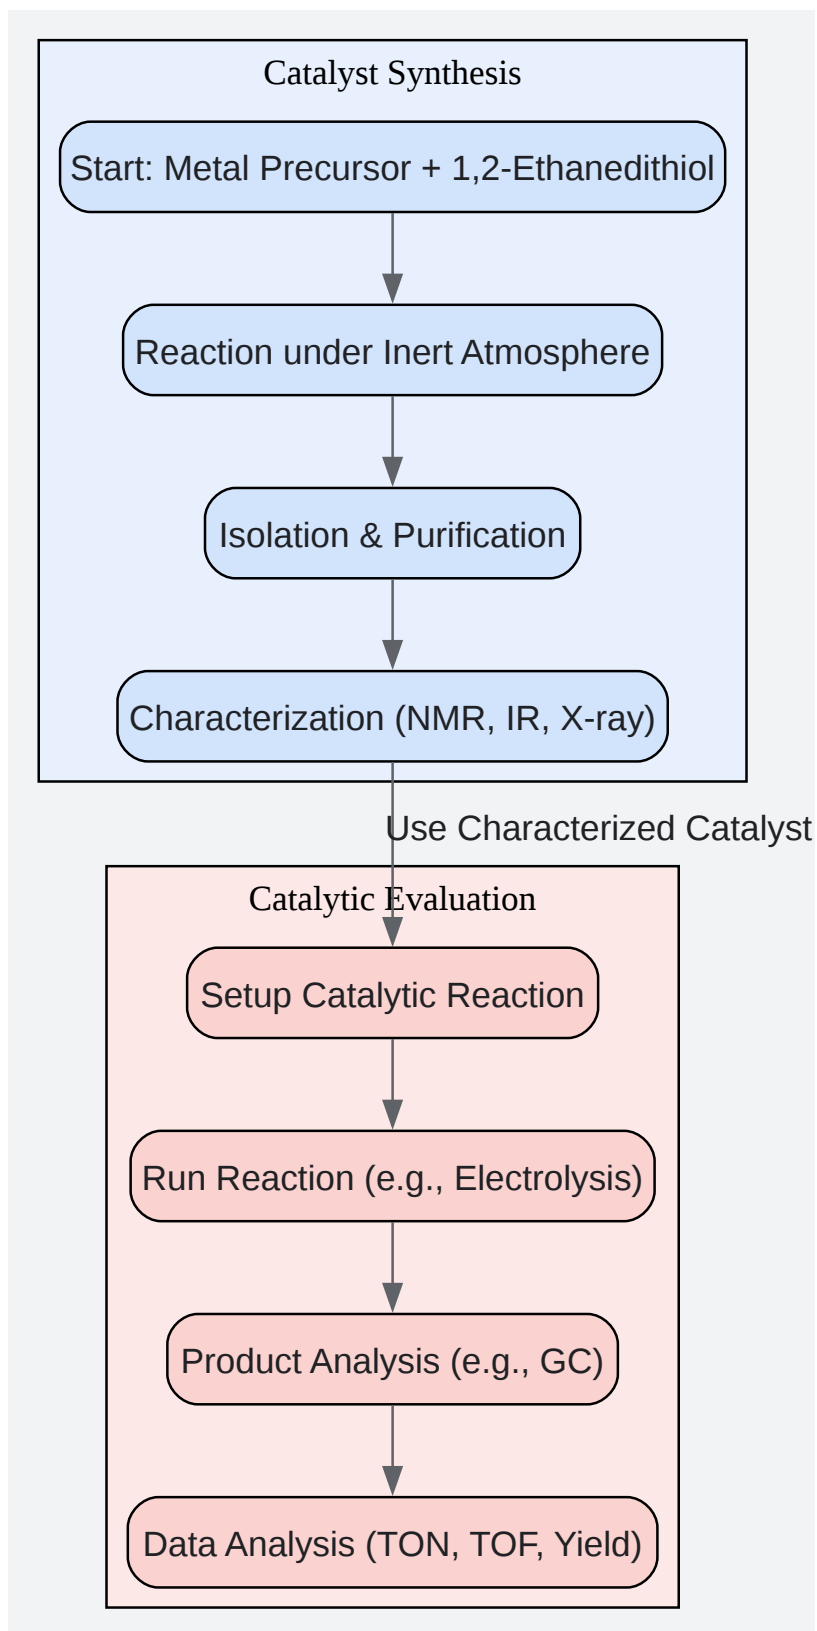 Catalyst Synthesis
Start: Metal Precursor + 1,2-Ethanedithiol
Reaction under Inert Atmosphere
Isolation & Purification
Characterization (NMR, IR, X-ray)
Use Characterized Catalyst
Catalytic Evaluation
Setup Catalytic Reaction
Run Reaction (e.g., Electrolysis)
Product Analysis (e.g., GC)
Data Analysis (TON, TOF, Yield)